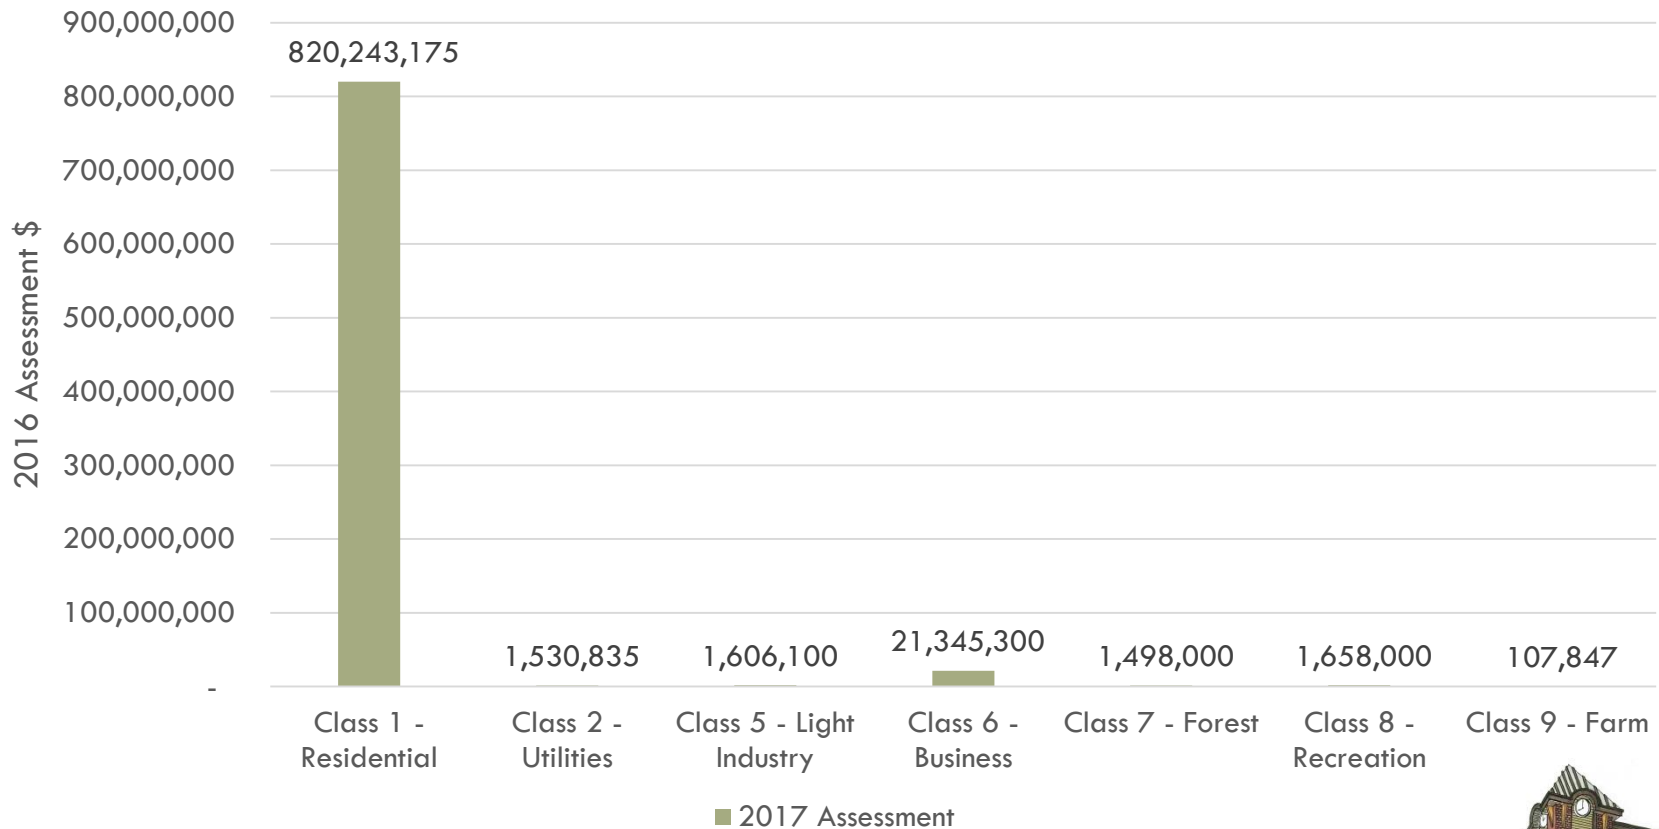 900,000,000
820,243,175
800,000,000
700,000,000
600,000,000
500,000,000
400,000,000
300,000,000
200,000,000
100,000,000
-
2016 Assessment $
1,530,835
1,606,100
21,345,300
1,498,000
1,658,000
107,847
Class 1 -
Residential
Class 2 -
Utilities
Class 5 - Light
Industry
Class 6 -
Business
Class 7 - Forest
Class 8 -
Recreation
Class 9 - Farm
2017 Assessment